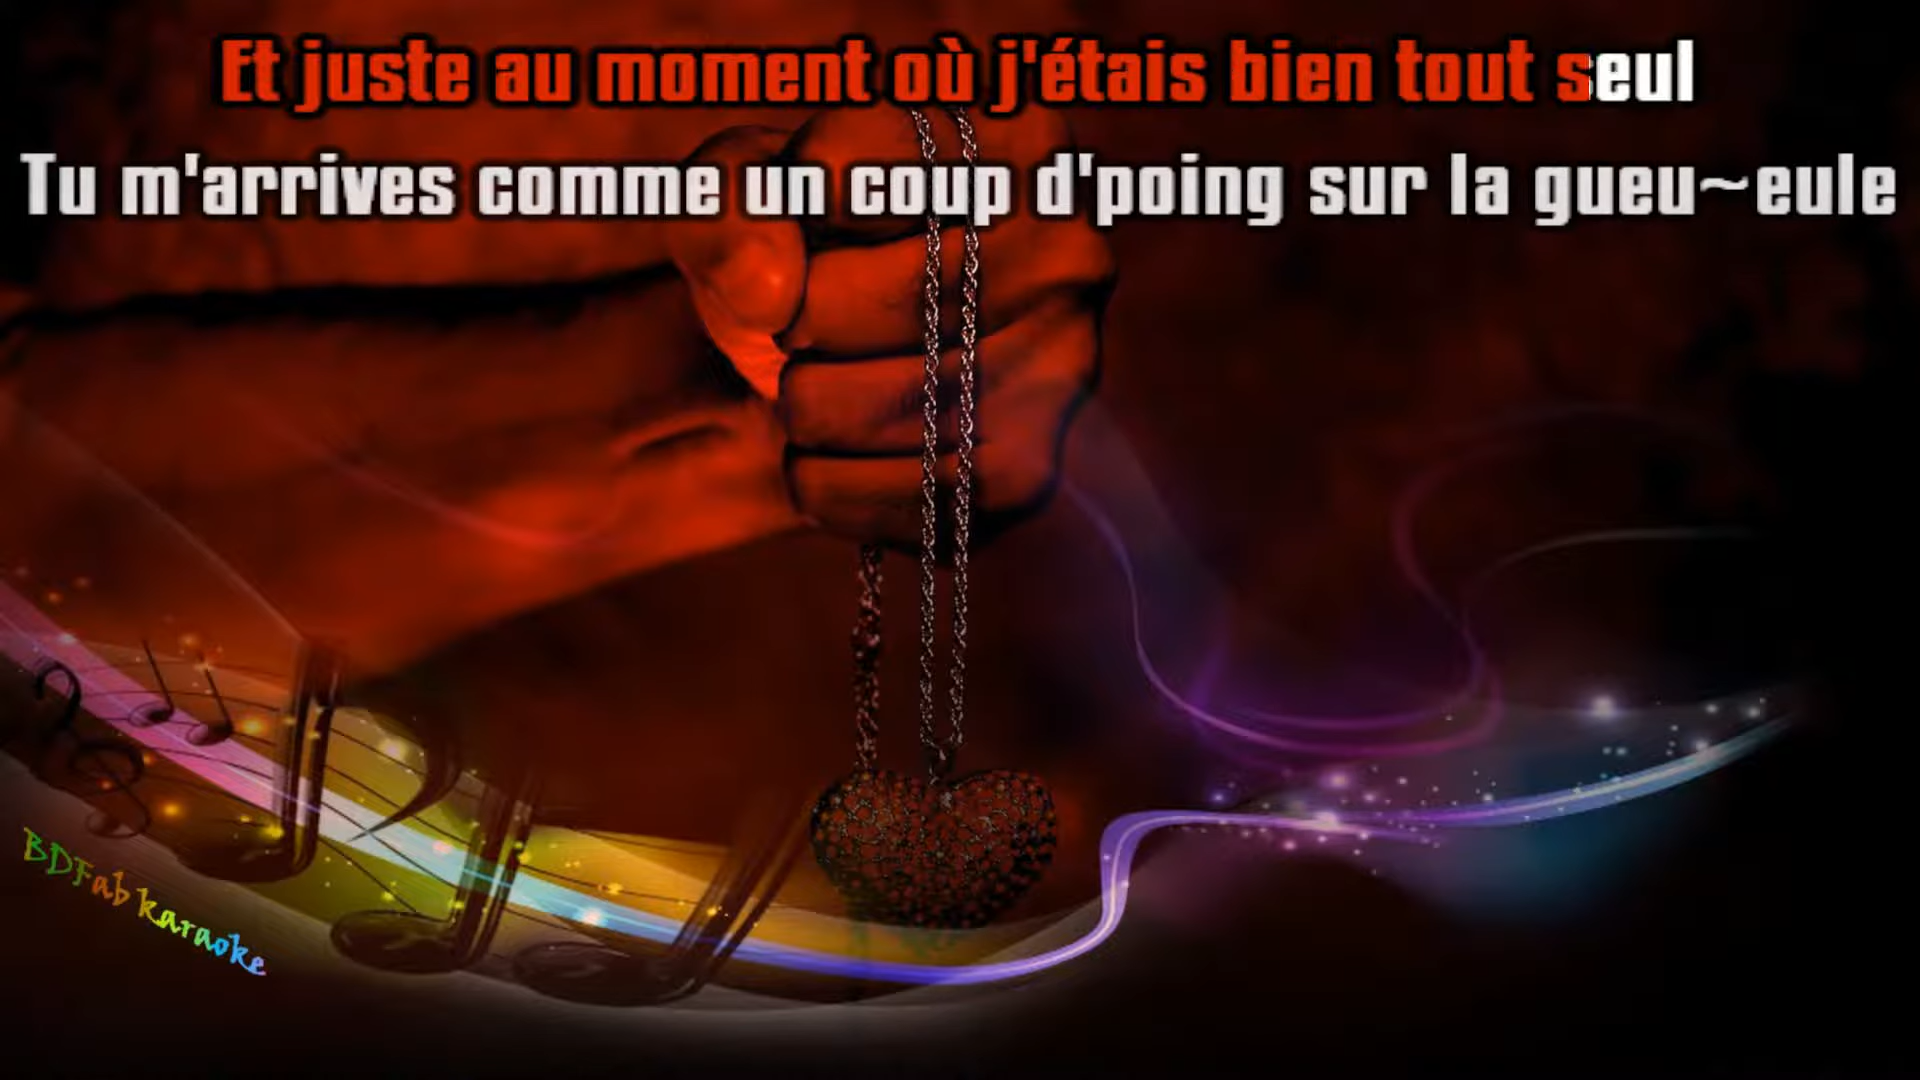 Et juste au moment où j'étais bien tout seul
Tu m'arrives comme un coup d'poing sur la gueu~eule
BDFab karaoke